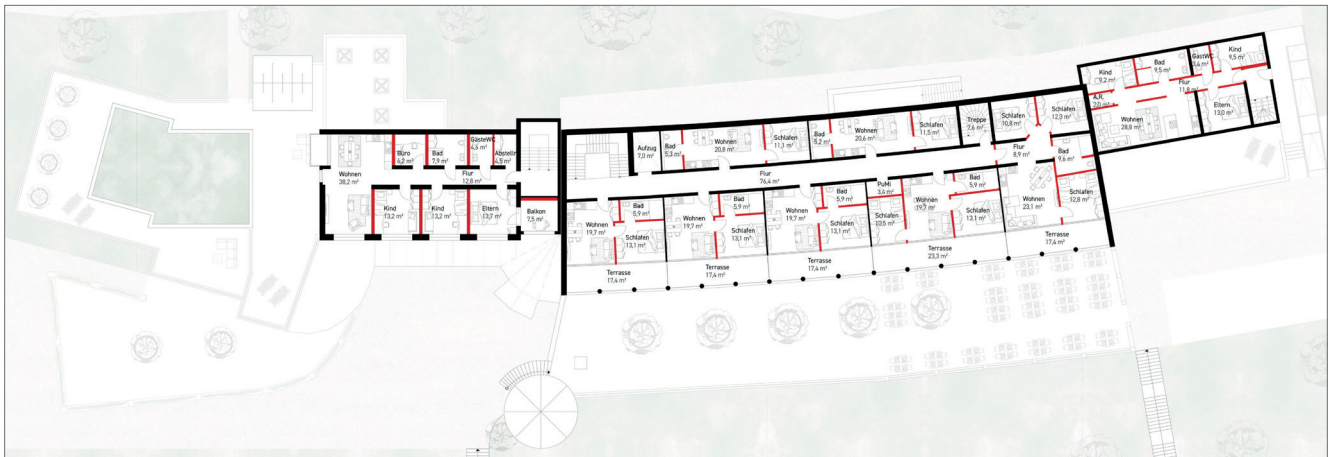 Wohnen
38,2 m²
Büro
6,2 m²
Bad
7,9 m²
GästeWC
4,6 m²
Abstellr.
4,5 m²
Flur
12,8 m²
Kind
13,2 m²
Kind
13,2 m²
Eltern
13,7 m²
Balkon
7,5 m²
Aufzug
7,0 m²
Bad
5,3 m²
Wohnen
20,8 m²
Schlafen
11,1 m²
Bad
5,2 m²
Wohnen
20,6 m²
Schlafen
11,5 m²
Treppe
7,6 m²
Schlafen
10,8 m²
Schlafen
12,3 m²
Flur
76,4 m²
Flur
8,9 m²
Bad
9,6 m²
Wohnen
19,7 m²
Bad
5,9 m²
Schlafen
13,1 m²
Terrasse
17,4 m²
Wohnen
19,7 m²
Bad
5,9 m²
Schlafen
13,1 m²
Terrasse
17,4 m²
Wohnen
19,7 m²
Bad
5,9 m²
Schlafen
13,1 m²
Terrasse
17,4 m²
PuMi
3,4 m²
Schlafen
10,5 m²
Wohnen
19,7 m²
Bad
5,9 m²
Schlafen
13,1 m²
Terrasse
23,3 m²
Wohnen
23,1 m²
Schlafen
12,8 m²
Terrasse
17,4 m²
Kind
9,2 m²
Bad
9,5 m²
GästWC
3,4 m²
Kind
9,5 m²
A.R.
2,0 m²
Flur
11,8 m²
Wohnen
28,8 m²
Eltern
13,0 m²